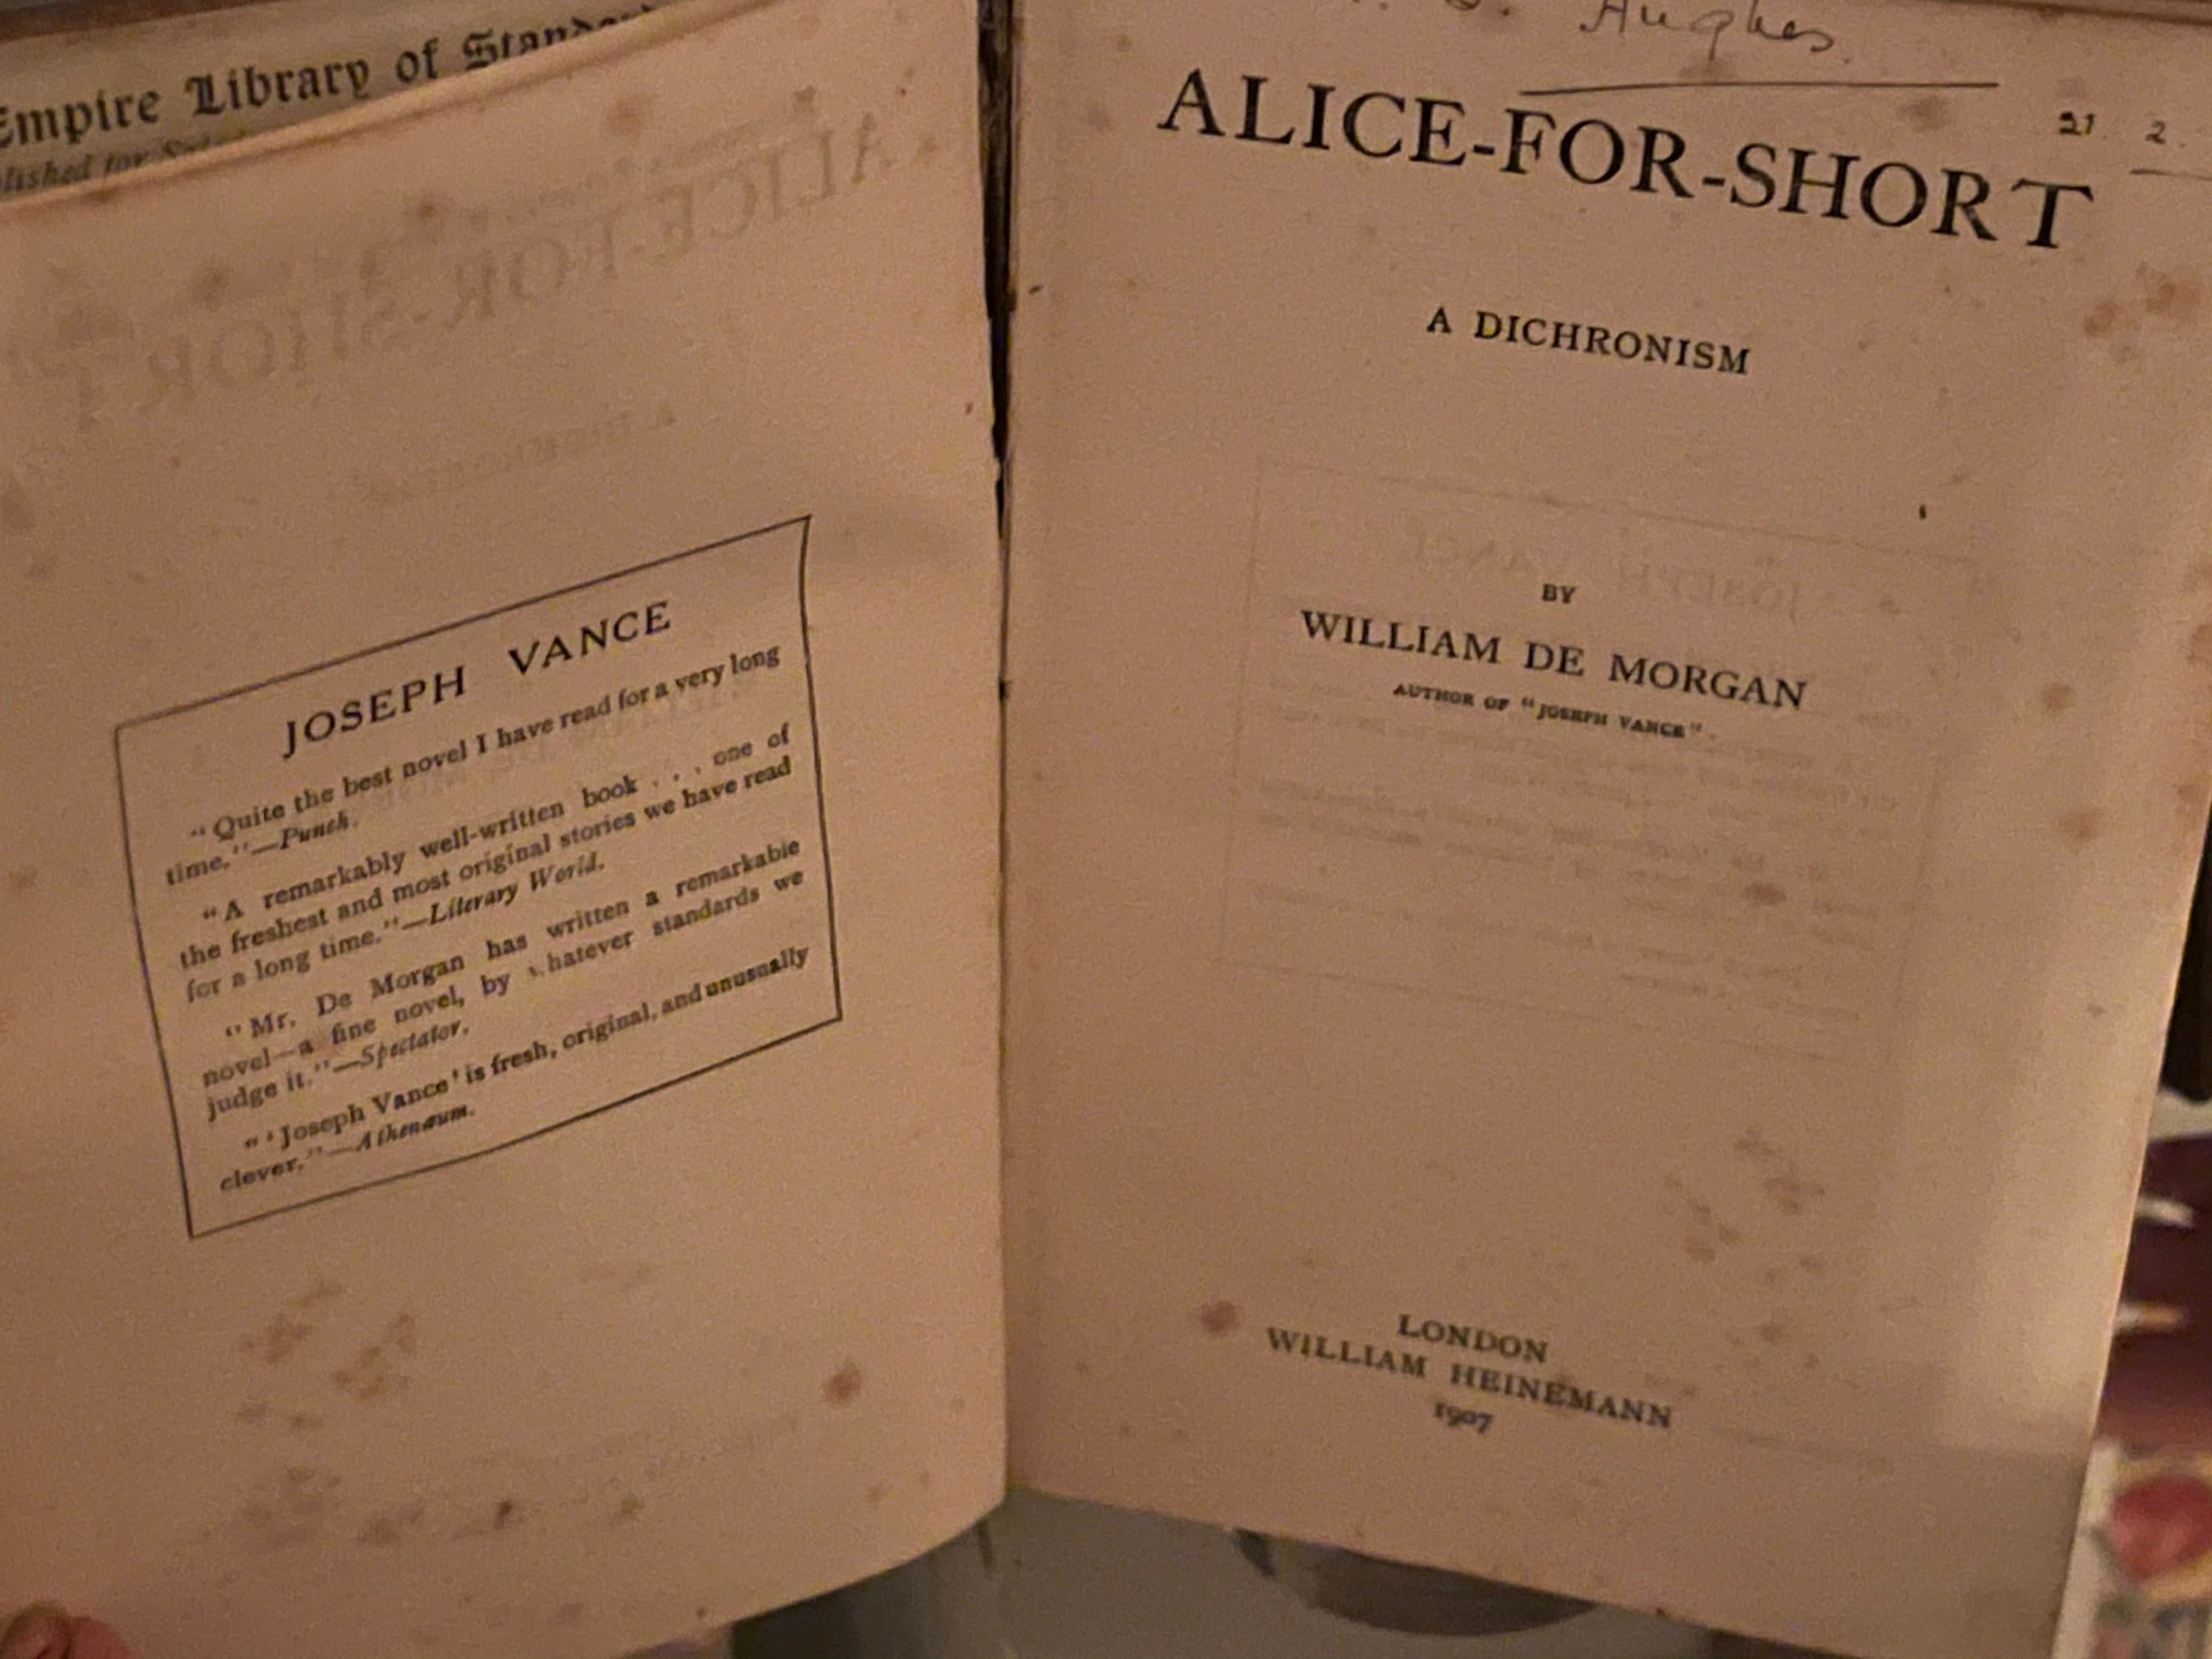 Empire Library of
JOSEPH VANCE
"Quite the best novel I have read for a very long
time."—Punch.
"A remarkably well-written book . . . one of
the freshest and most original stories we have read
for a long time."—Literary World.
"Mr. De Morgan has written a remarkable
novel—a fine novel, by whatever standards we
judge it."—Spectator.
"'Joseph Vance' is fresh, original, and unusually
clever."—Athenæum.
Hughes.
21 2.
ALICE-FOR-SHORT
A DICHRONISM
BY
WILLIAM DE MORGAN
AUTHOR OF "JOSEPH VANCE"
LONDON
WILLIAM HEINEMANN
1907